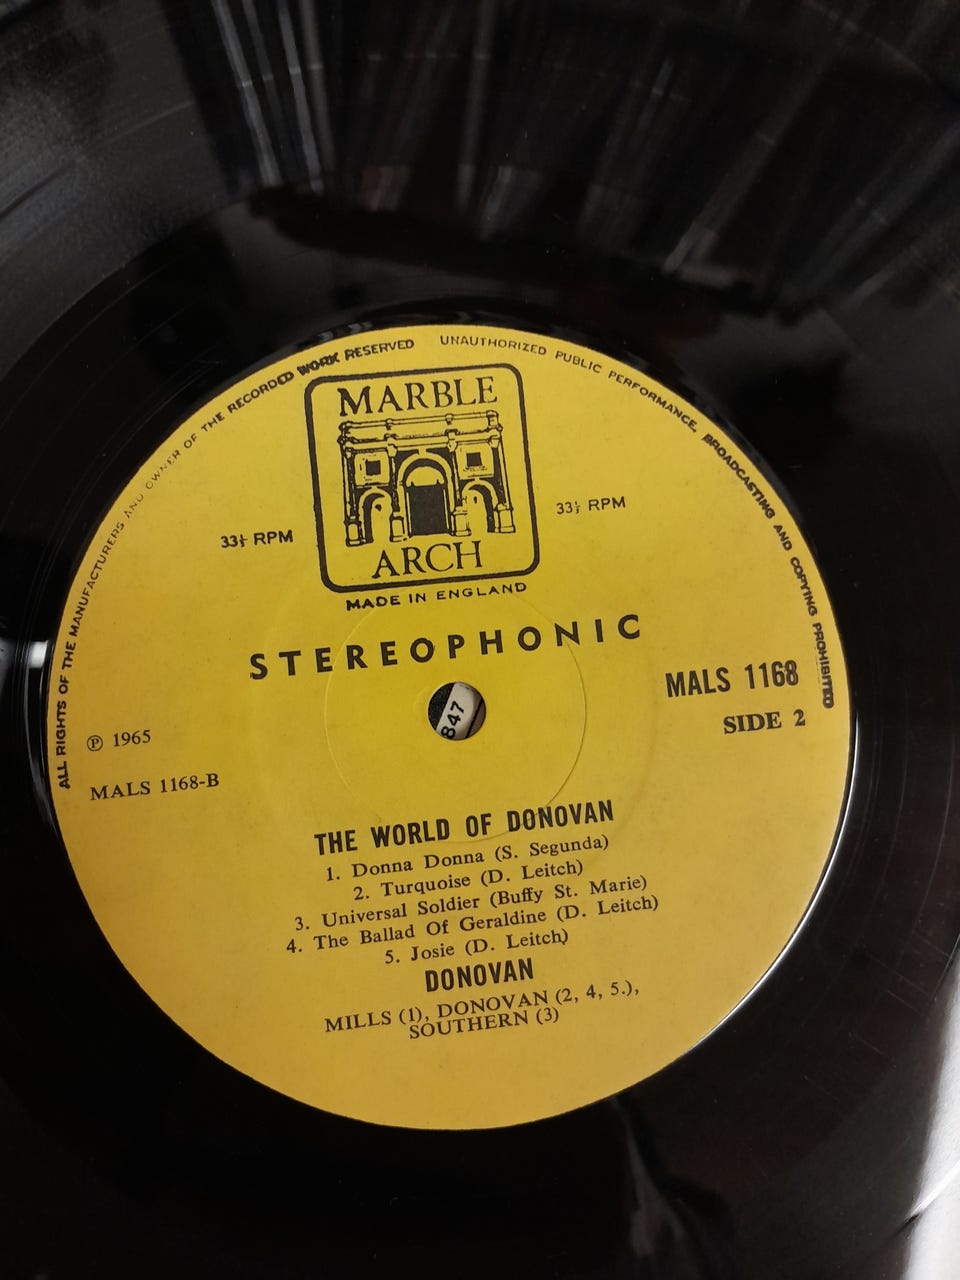 ALL RIGHTS OF THE MANUFACTURERS AND OWNER OF THE RECORDED WORK RESERVED UNAUTHORIZED PUBLIC PERFORMANCE, BROADCASTING AND COPYING PROHIBITED
MARBLE
ARCH
33⅓ RPM
33⅓ RPM
MADE IN ENGLAND
STEREOPHONIC
MALS 1168
SIDE 2
847
℗ 1965
MALS 1168-B
THE WORLD OF DONOVAN
1. Donna Donna (S. Segunda)
2. Turquoise (D. Leitch)
3. Universal Soldier (Buffy St. Marie)
4. The Ballad Of Geraldine (D. Leitch)
5. Josie (D. Leitch)
DONOVAN
MILLS (1), DONOVAN (2, 4, 5.),
SOUTHERN (3)